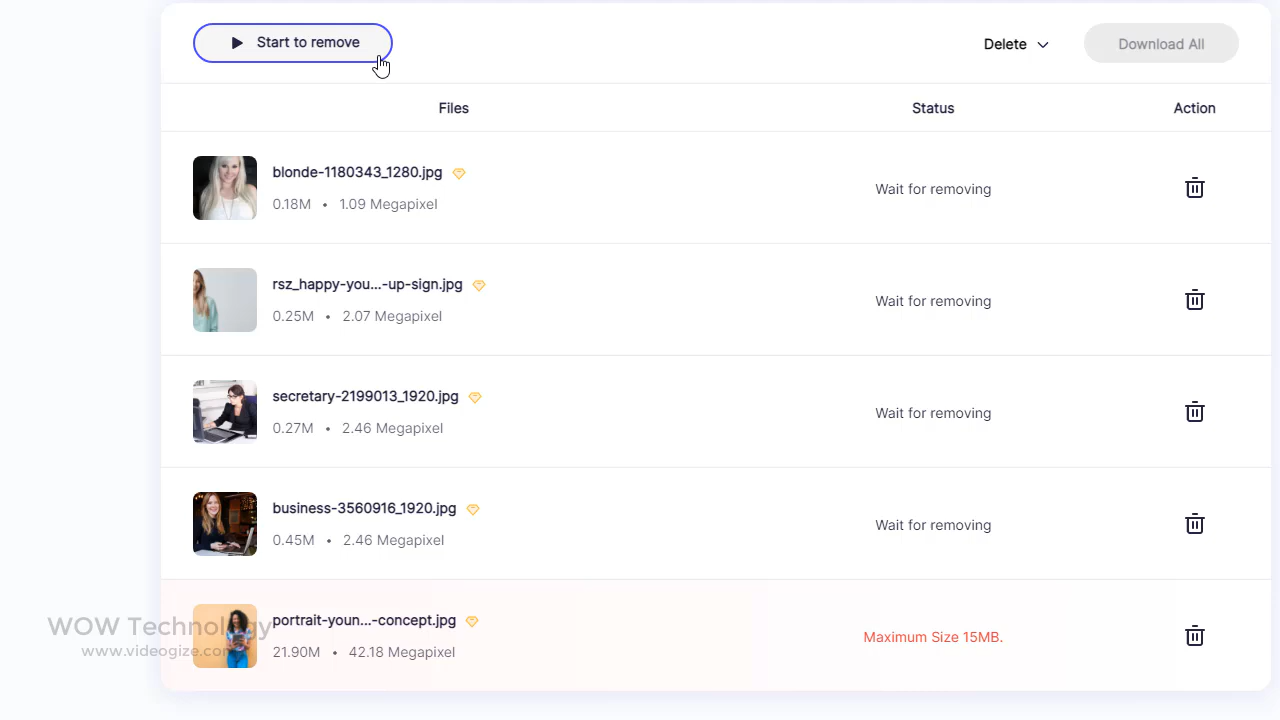 Start to remove
Delete
Download All
Files
Status
Action
blonde-1180343_1280.jpg
0.18M • 1.09 Megapixel
Wait for removing
rsz_happy-you...-up-sign.jpg
0.25M • 2.07 Megapixel
Wait for removing
secretary-2199013_1920.jpg
0.27M • 2.46 Megapixel
Wait for removing
business-3560916_1920.jpg
0.45M • 2.46 Megapixel
Wait for removing
portrait-youn...-concept.jpg
21.90M • 42.18 Megapixel
Maximum Size 15MB.
WOW Technology
www.videogize.com